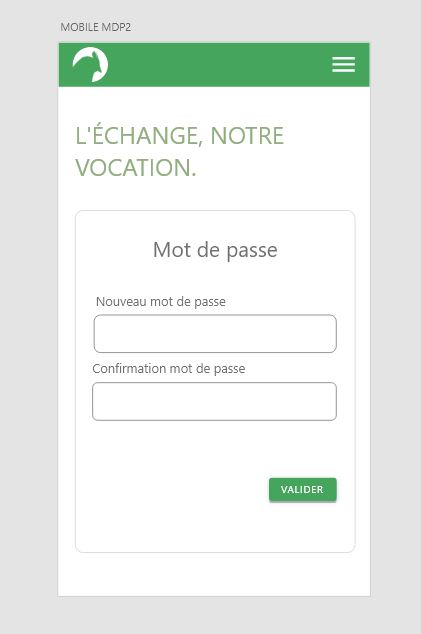 MOBILE MDP2
L'ÉCHANGE, NOTRE
VOCATION.
Mot de passe
Nouveau mot de passe
Confirmation mot de passe
VALIDER